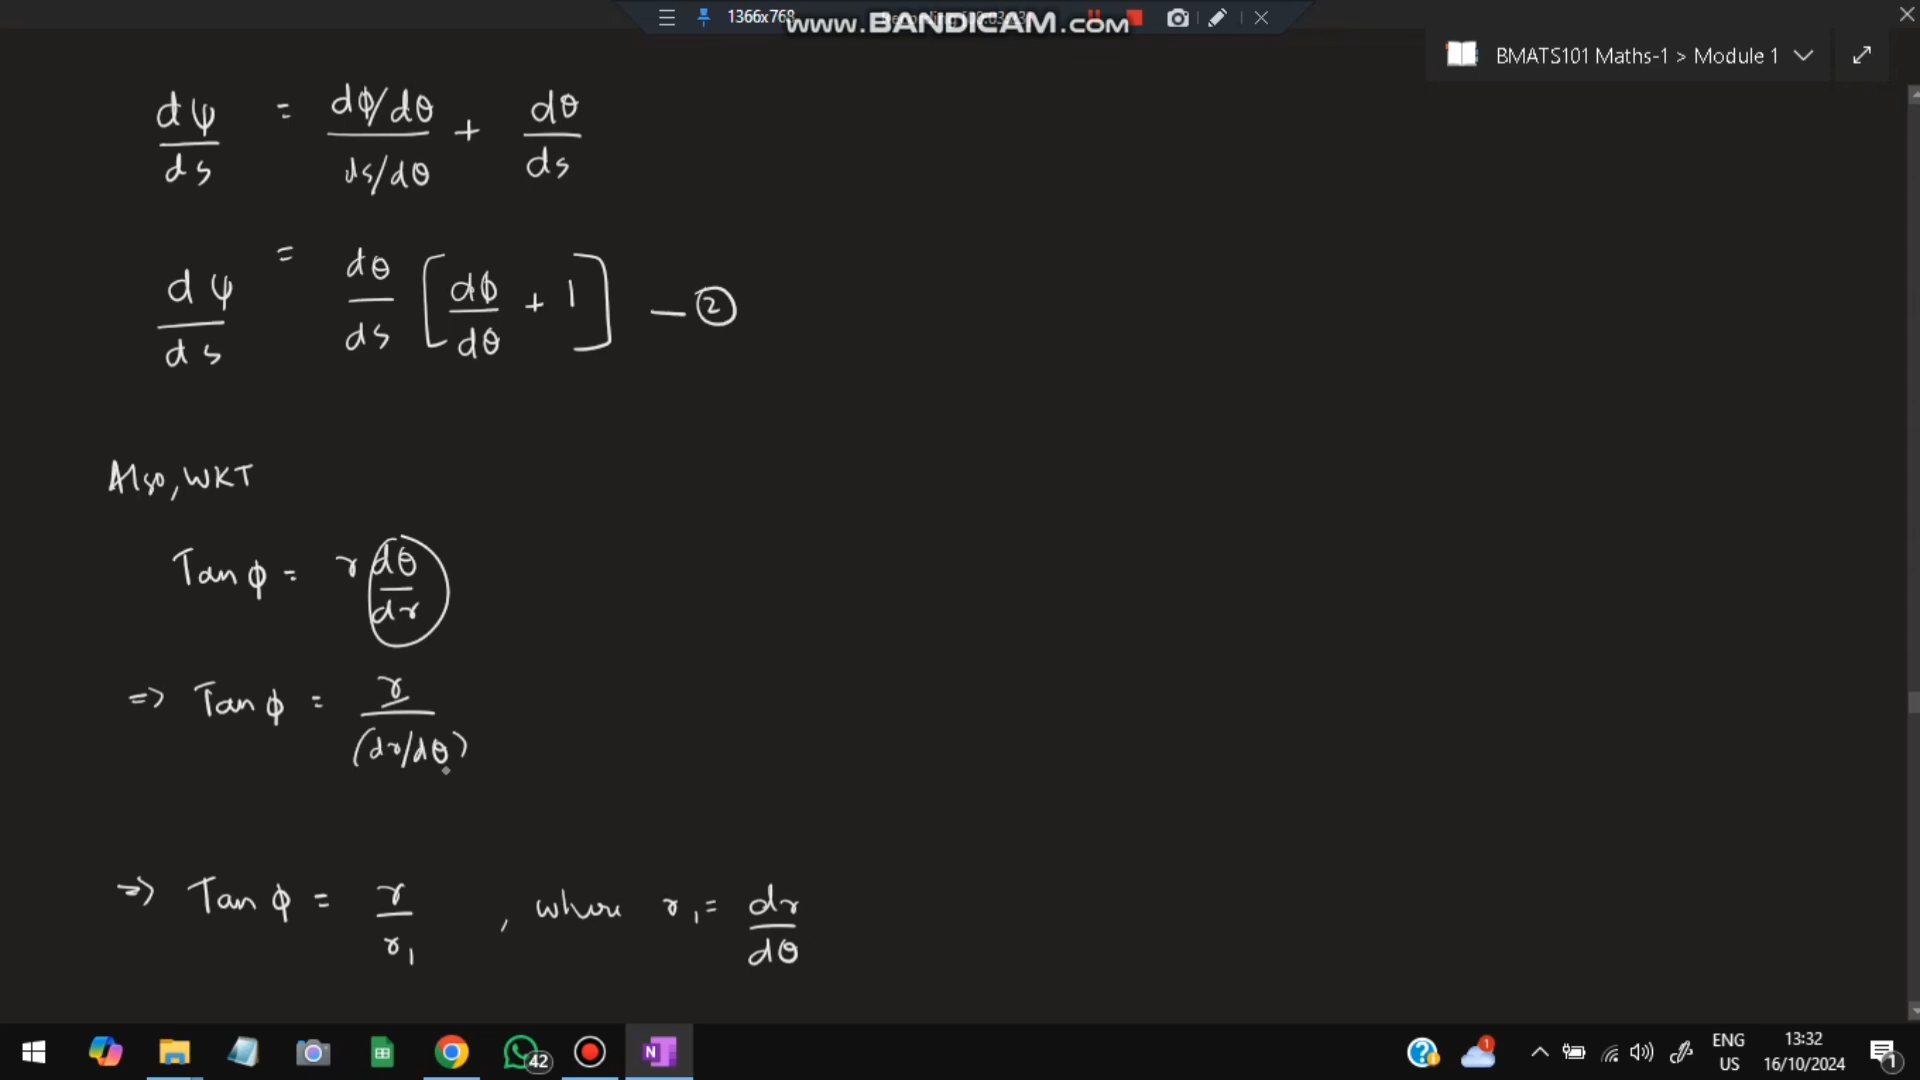 1366x768
www.BANDICAM.com
BMATS101 Maths-1 > Module 1
dψ/ds = (dφ/dθ)/(ds/dθ) + dθ/ds
dψ/ds = dθ/ds [dφ/dθ + 1] — ②
Also, WKT
Tan φ = r dθ/dr
=> Tan φ = r/(dr/dθ)
=> Tan φ = r/r₁ , where r₁ = dr/dθ
42
N
1
ENG
US
13:32
16/10/2024
1